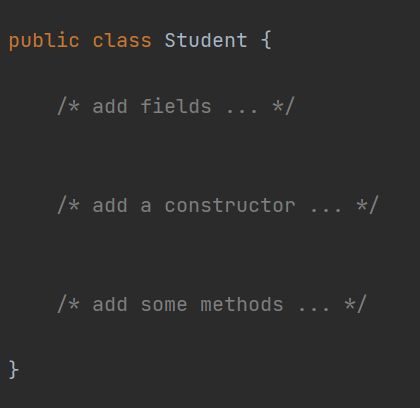 public class Student {
/* add fields ... */
/* add a constructor ... */
/* add some methods ... */
}